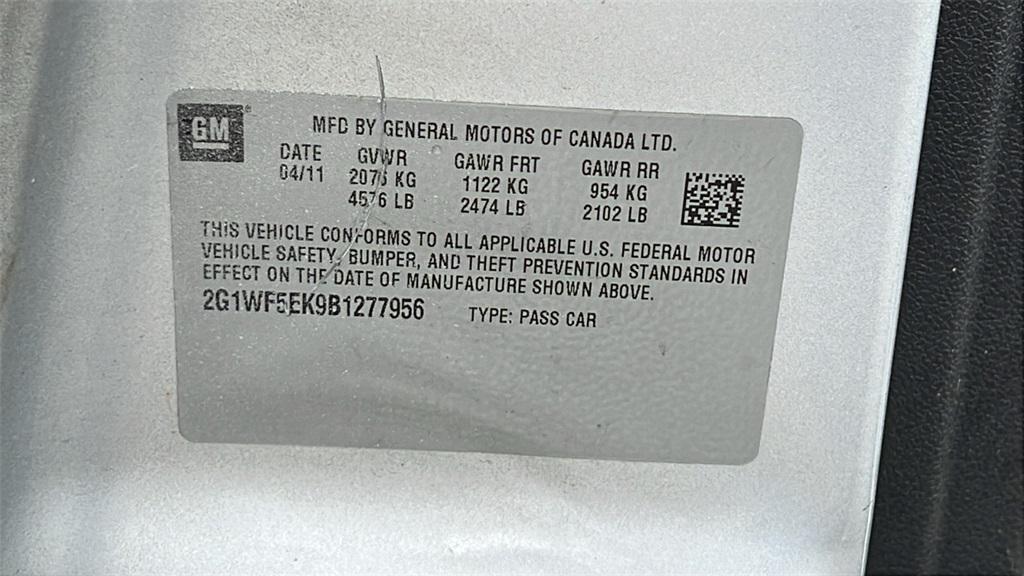 GM®
MFD BY GENERAL MOTORS OF CANADA LTD.
DATE GVWR GAWR FRT GAWR RR
04/11 2076 KG 1122 KG 954 KG
4576 LB 2474 LB 2102 LB
THIS VEHICLE CONFORMS TO ALL APPLICABLE U.S. FEDERAL MOTOR
VEHICLE SAFETY, BUMPER, AND THEFT PREVENTION STANDARDS IN
EFFECT ON THE DATE OF MANUFACTURE SHOWN ABOVE.
2G1WF5EK9B1277956 TYPE: PASS CAR